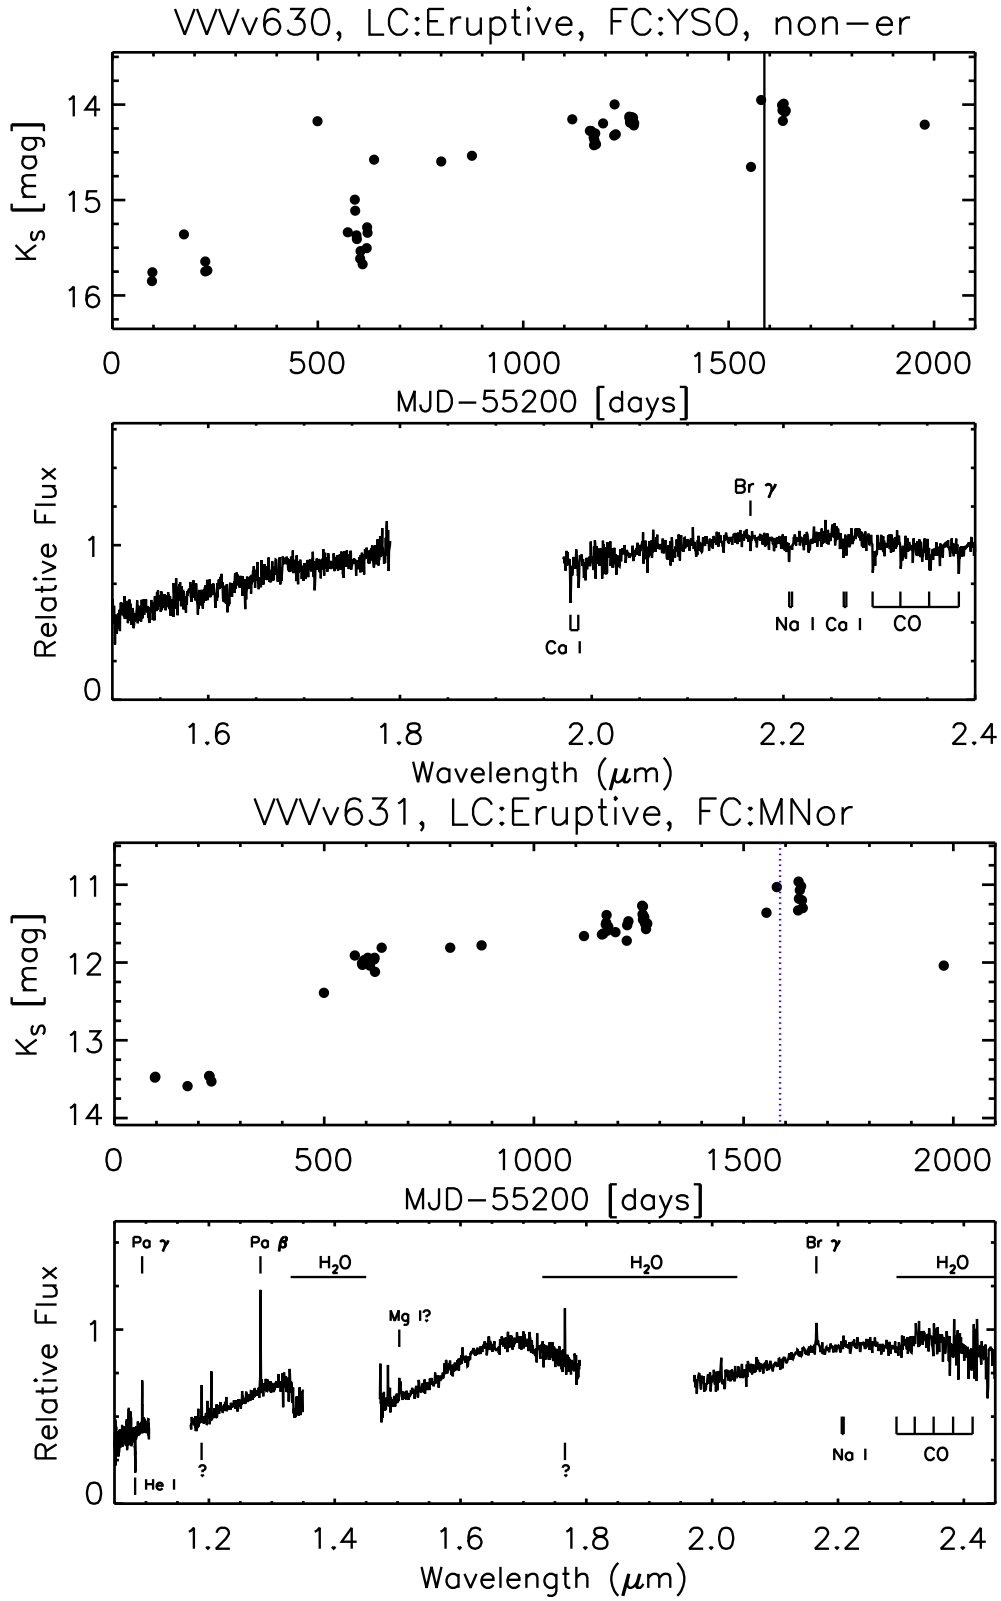 VVVv630, LC:Eruptive, FC:YSO, non-er
14
15
16
Ks [mag]
0 500 1000 1500 2000
MJD-55200 [days]
Relative Flux
1
0
Br γ
Ca I
Na I Ca I CO
1.6 1.8 2.0 2.2 2.4
Wavelength (μm)
VVVv631, LC:Eruptive, FC:MNor
11
12
13
14
Ks [mag]
0 500 1000 1500 2000
MJD-55200 [days]
Relative Flux
1
0
Pa γ Pa β H2O H2O Br γ H2O
Mg I?
? ? Na I CO
He I
1.2 1.4 1.6 1.8 2.0 2.2 2.4
Wavelength (μm)